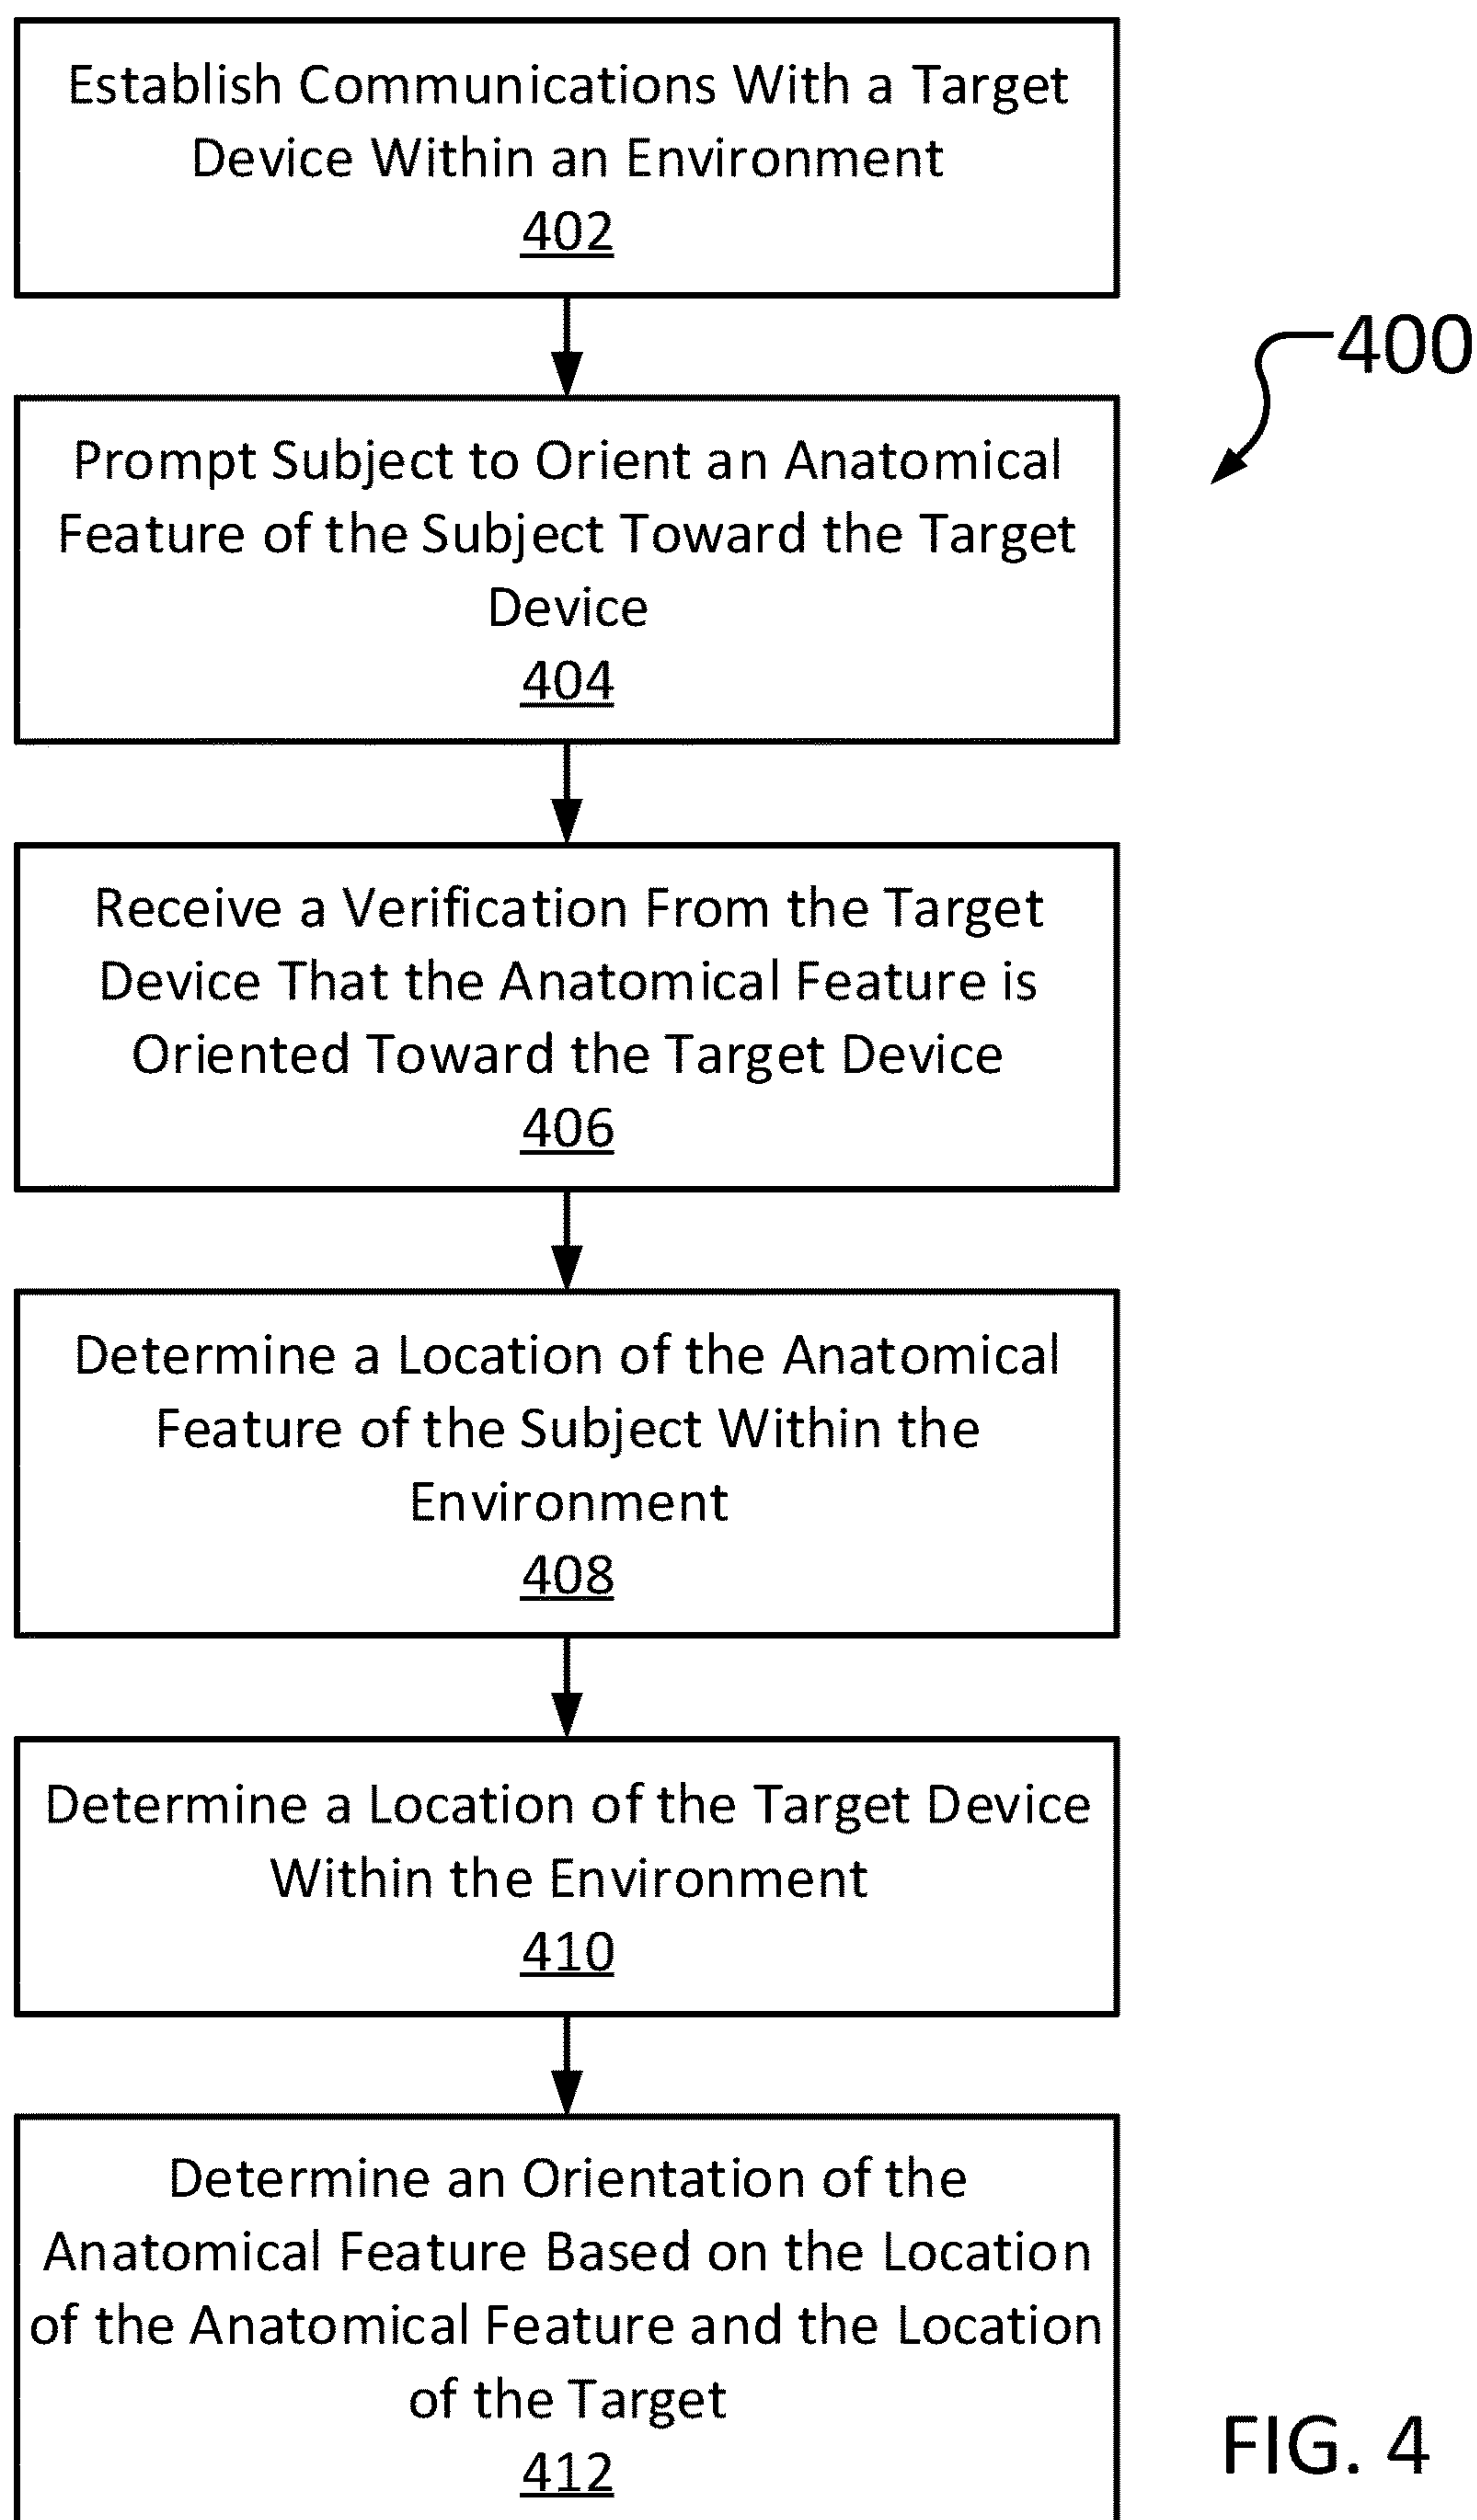 Establish Communications With a Target
Device Within an Environment
402
400
Prompt Subject to Orient an Anatomical
Feature of the Subject Toward the Target
Device
404
Receive a Verification From the Target
Device That the Anatomical Feature is
Oriented Toward the Target Device
406
Determine a Location of the Anatomical
Feature of the Subject Within the
Environment
408
Determine a Location of the Target Device
Within the Environment
410
Determine an Orientation of the
Anatomical Feature Based on the Location
of the Anatomical Feature and the Location
of the Target
412
FIG. 4